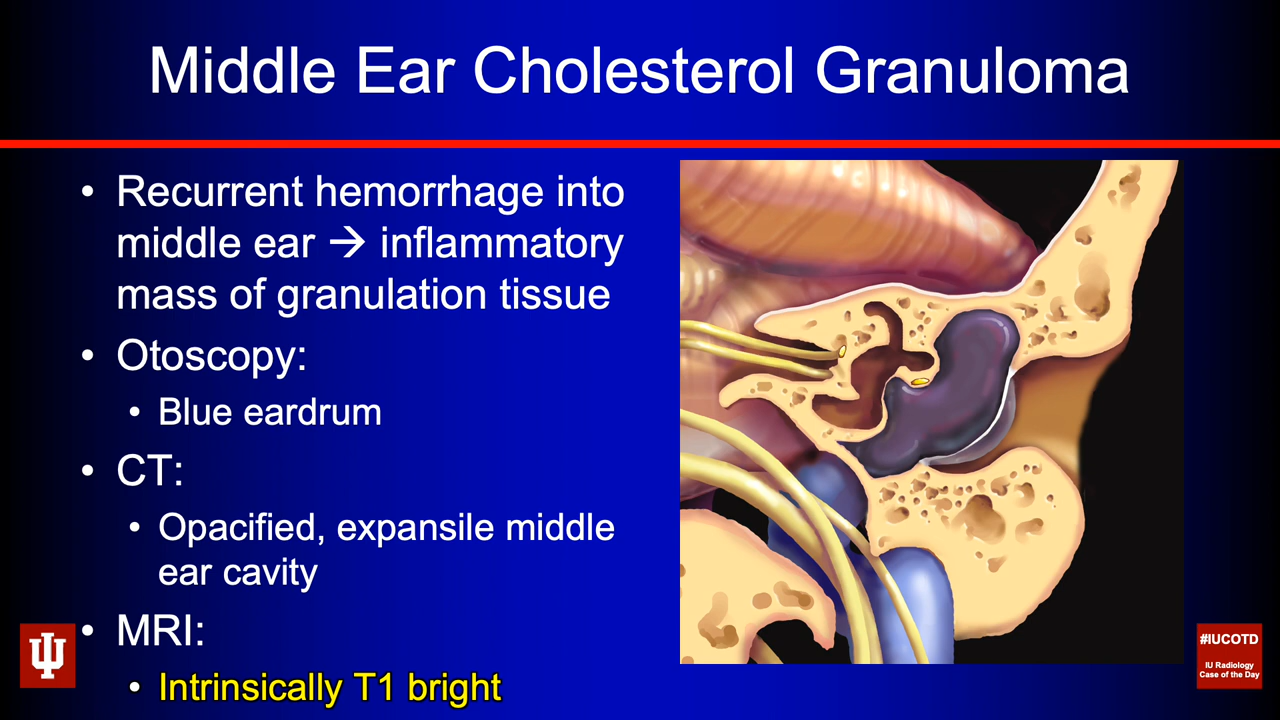 Middle Ear Cholesterol Granuloma
• Recurrent hemorrhage into
middle ear → inflammatory
mass of granulation tissue
• Otoscopy:
• Blue eardrum
• CT:
• Opacified, expansile middle
ear cavity
• MRI:
• Intrinsically T1 bright
#IUCOTD
IU Radiology
Case of the Day